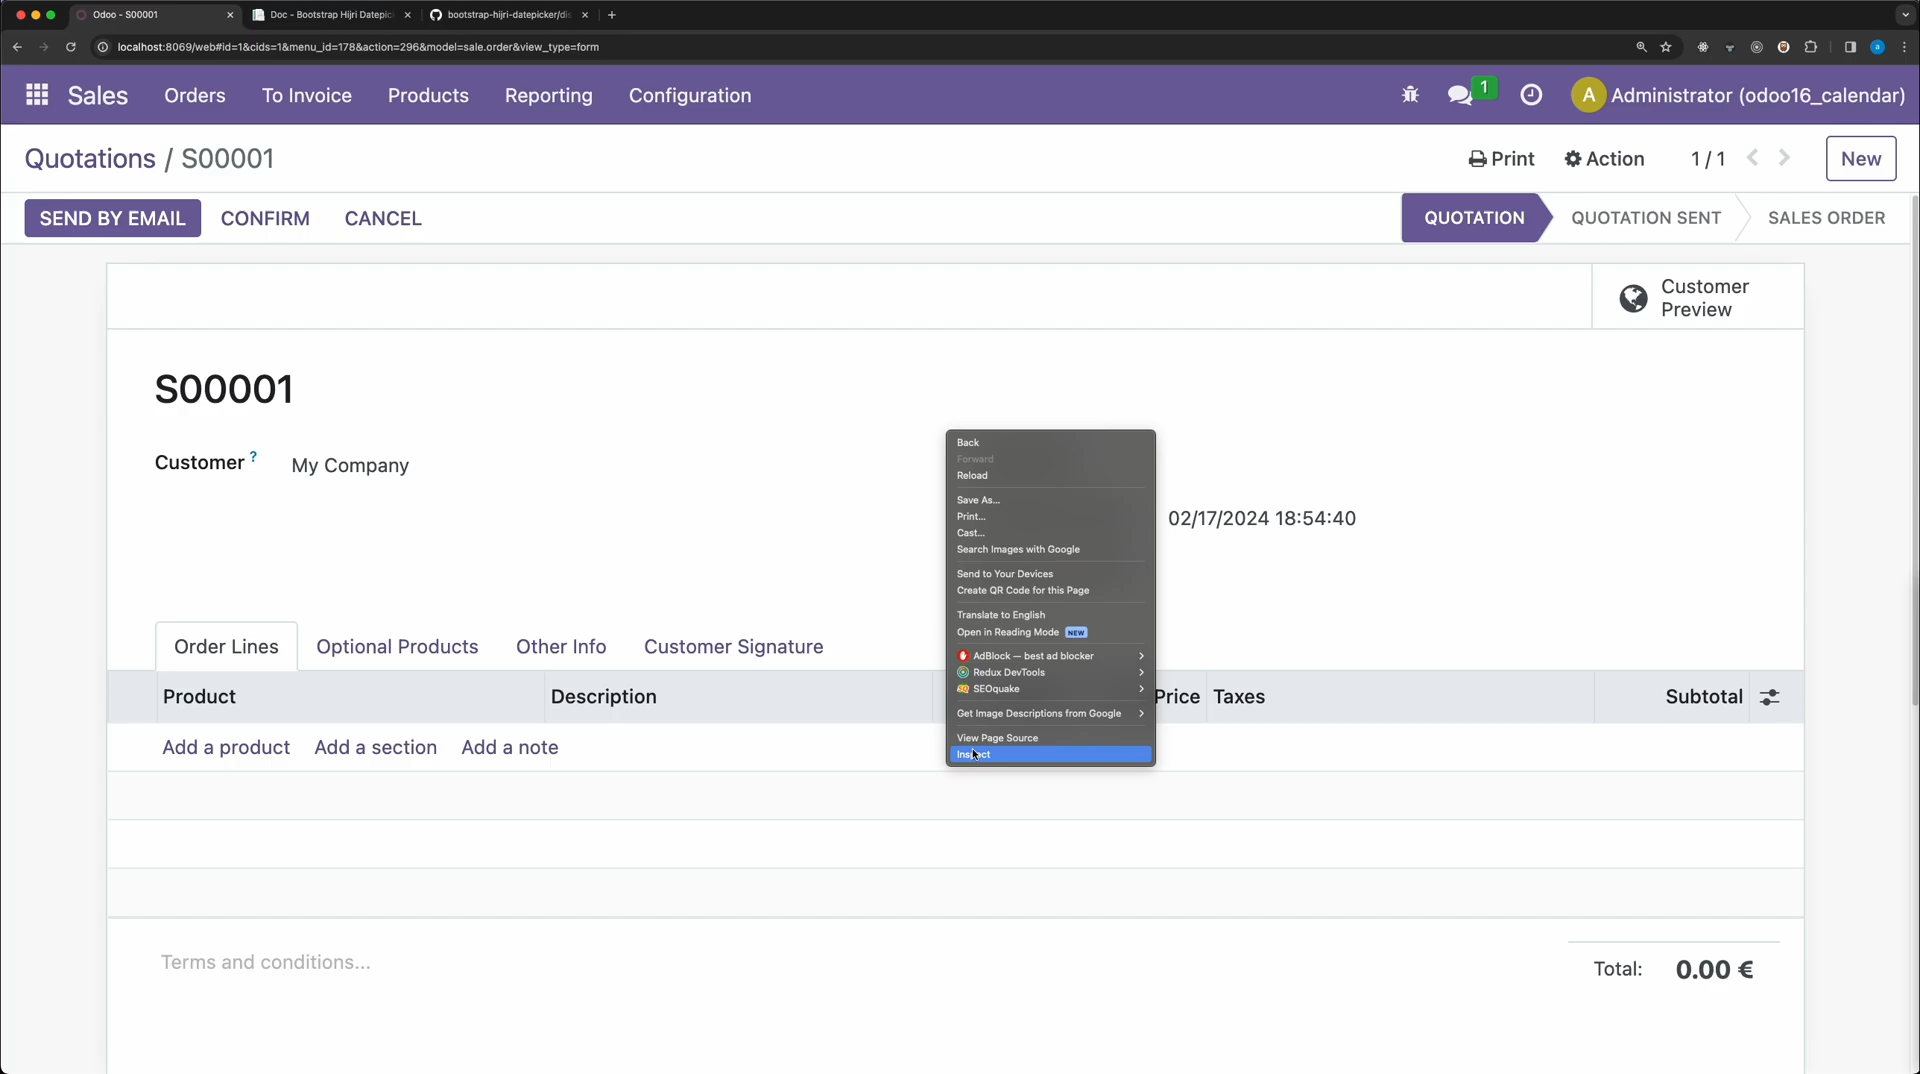 Odoo - S00001
Doc - Bootstrap Hijri Datepic
bootstrap-hijri-datepicker/dis
localhost:8069/web#id=1&cids=1&menu_id=178&action=296&model=sale.order&view_type=form
a
Sales
Orders
To Invoice
Products
Reporting
Configuration
1
A
Administrator (odoo16_calendar)
Quotations / S00001
Print
Action
1 / 1
New
SEND BY EMAIL
CONFIRM
CANCEL
QUOTATION
QUOTATION SENT
SALES ORDER
Customer
Preview
S00001
Customer ?
My Company
02/17/2024 18:54:40
Back
Forward
Reload
Save As...
Print...
Cast...
Search Images with Google
Send to Your Devices
Create QR Code for this Page
Translate to English
Open in Reading Mode NEW
AdBlock — best ad blocker
Redux DevTools
SEOquake
Get Image Descriptions from Google
View Page Source
Inspect
Order Lines
Optional Products
Other Info
Customer Signature
Product
Description
Price
Taxes
Subtotal
Add a product
Add a section
Add a note
Terms and conditions...
Total:
0.00 €